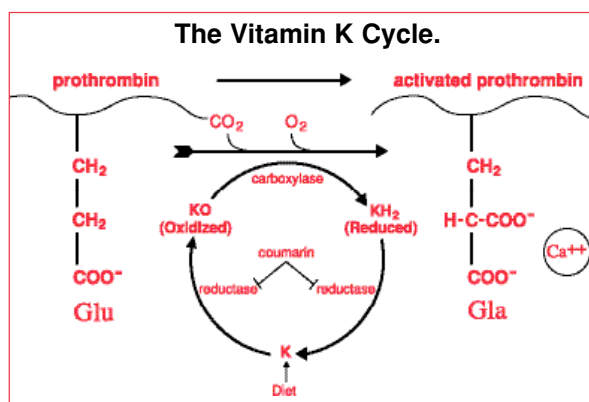 The Vitamin K Cycle.
prothrombin
activated prothrombin
CO₂
O₂
CH₂
CH₂
carboxylase
KO
(Oxidized)
KH₂
(Reduced)
CH₂
H-C-COO⁻
Ca⁺⁺
coumarin
COO⁻
reductase
reductase
COO⁻
Glu
Gla
K
Diet